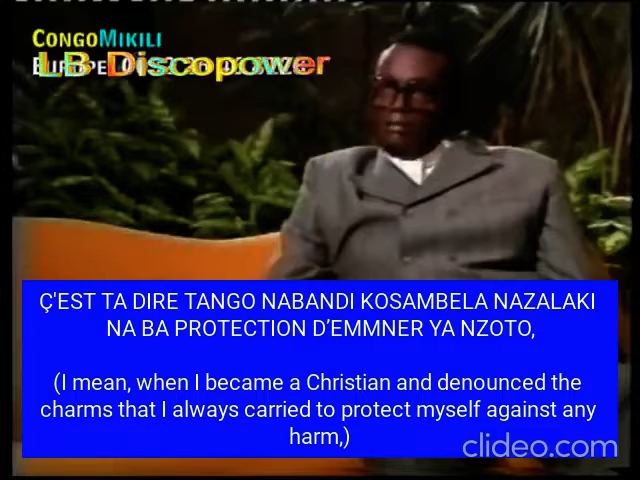 CONGOMIKILI
LB Discopower
Ç'EST TA DIRE TANGO NABANDI KOSAMBELA NAZALAKI
NA BA PROTECTION D’EMMNER YA NZOTO,
(I mean, when I became a Christian and denounced the
charms that I always carried to protect myself against any
harm,)
clideo.com